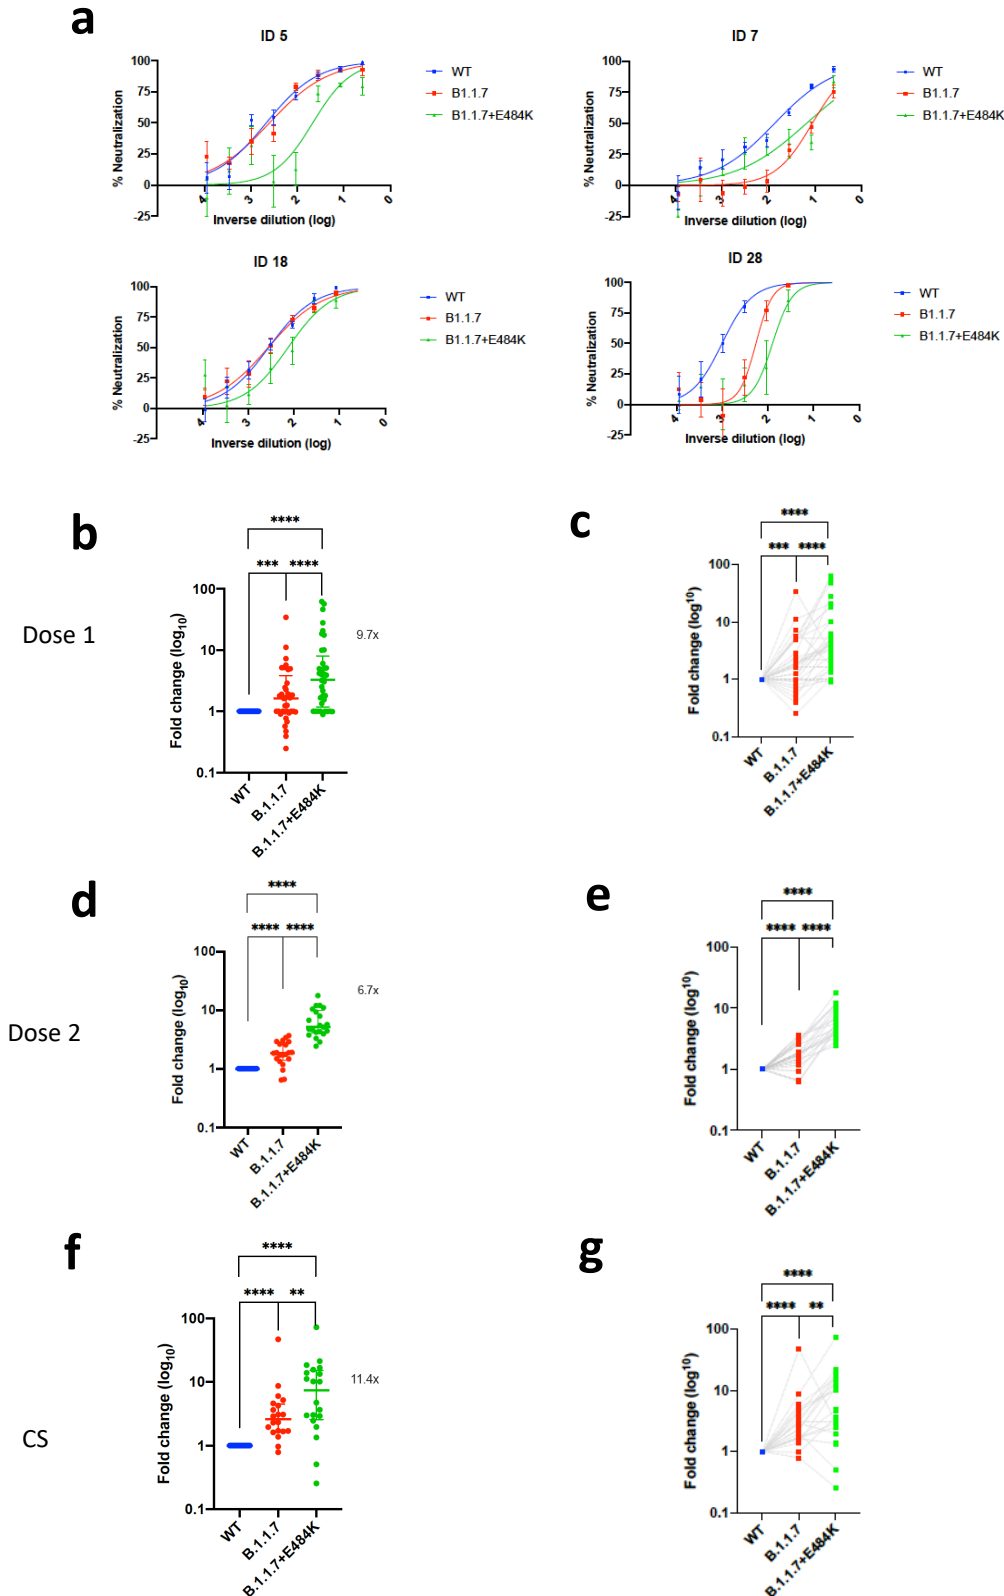 a
ID 5
100
75
50
25
0
-25
% Neutralization
4
3
2
1
0
Inverse dilution (log)
WT
B1.1.7
B1.1.7+E484K
ID 7
100
75
50
25
0
-25
% Neutralization
4
3
2
1
0
Inverse dilution (log)
WT
B1.1.7
B1.1.7+E484K
ID 18
100
75
50
25
0
-25
% Neutralization
4
3
2
1
0
Inverse dilution (log)
WT
B1.1.7
B1.1.7+E484K
ID 28
100
75
50
25
0
-25
% Neutralization
4
3
2
1
0
Inverse dilution (log)
WT
B1.1.7
B1.1.7+E484K
Dose 1
b
****
*** ****
100
10
1
0.1
Fold change (log10)
9.7x
WT
B.1.1.7
B.1.1.7+E484K
c
****
*** ****
100
10
1
0.1
Fold change (log10)
WT
B.1.1.7
B.1.1.7+E484K
Dose 2
d
****
**** ****
100
10
1
0.1
Fold change (log10)
6.7x
WT
B.1.1.7
B.1.1.7+E484K
e
****
**** ****
100
10
1
0.1
Fold change (log10)
WT
B.1.1.7
B.1.1.7+E484K
CS
f
****
**** **
100
10
1
0.1
Fold change (log10)
11.4x
WT
B.1.1.7
B.1.1.7+E484K
g
****
**** **
100
10
1
0.1
Fold change (log10)
WT
B.1.1.7
B.1.1.7+E484K